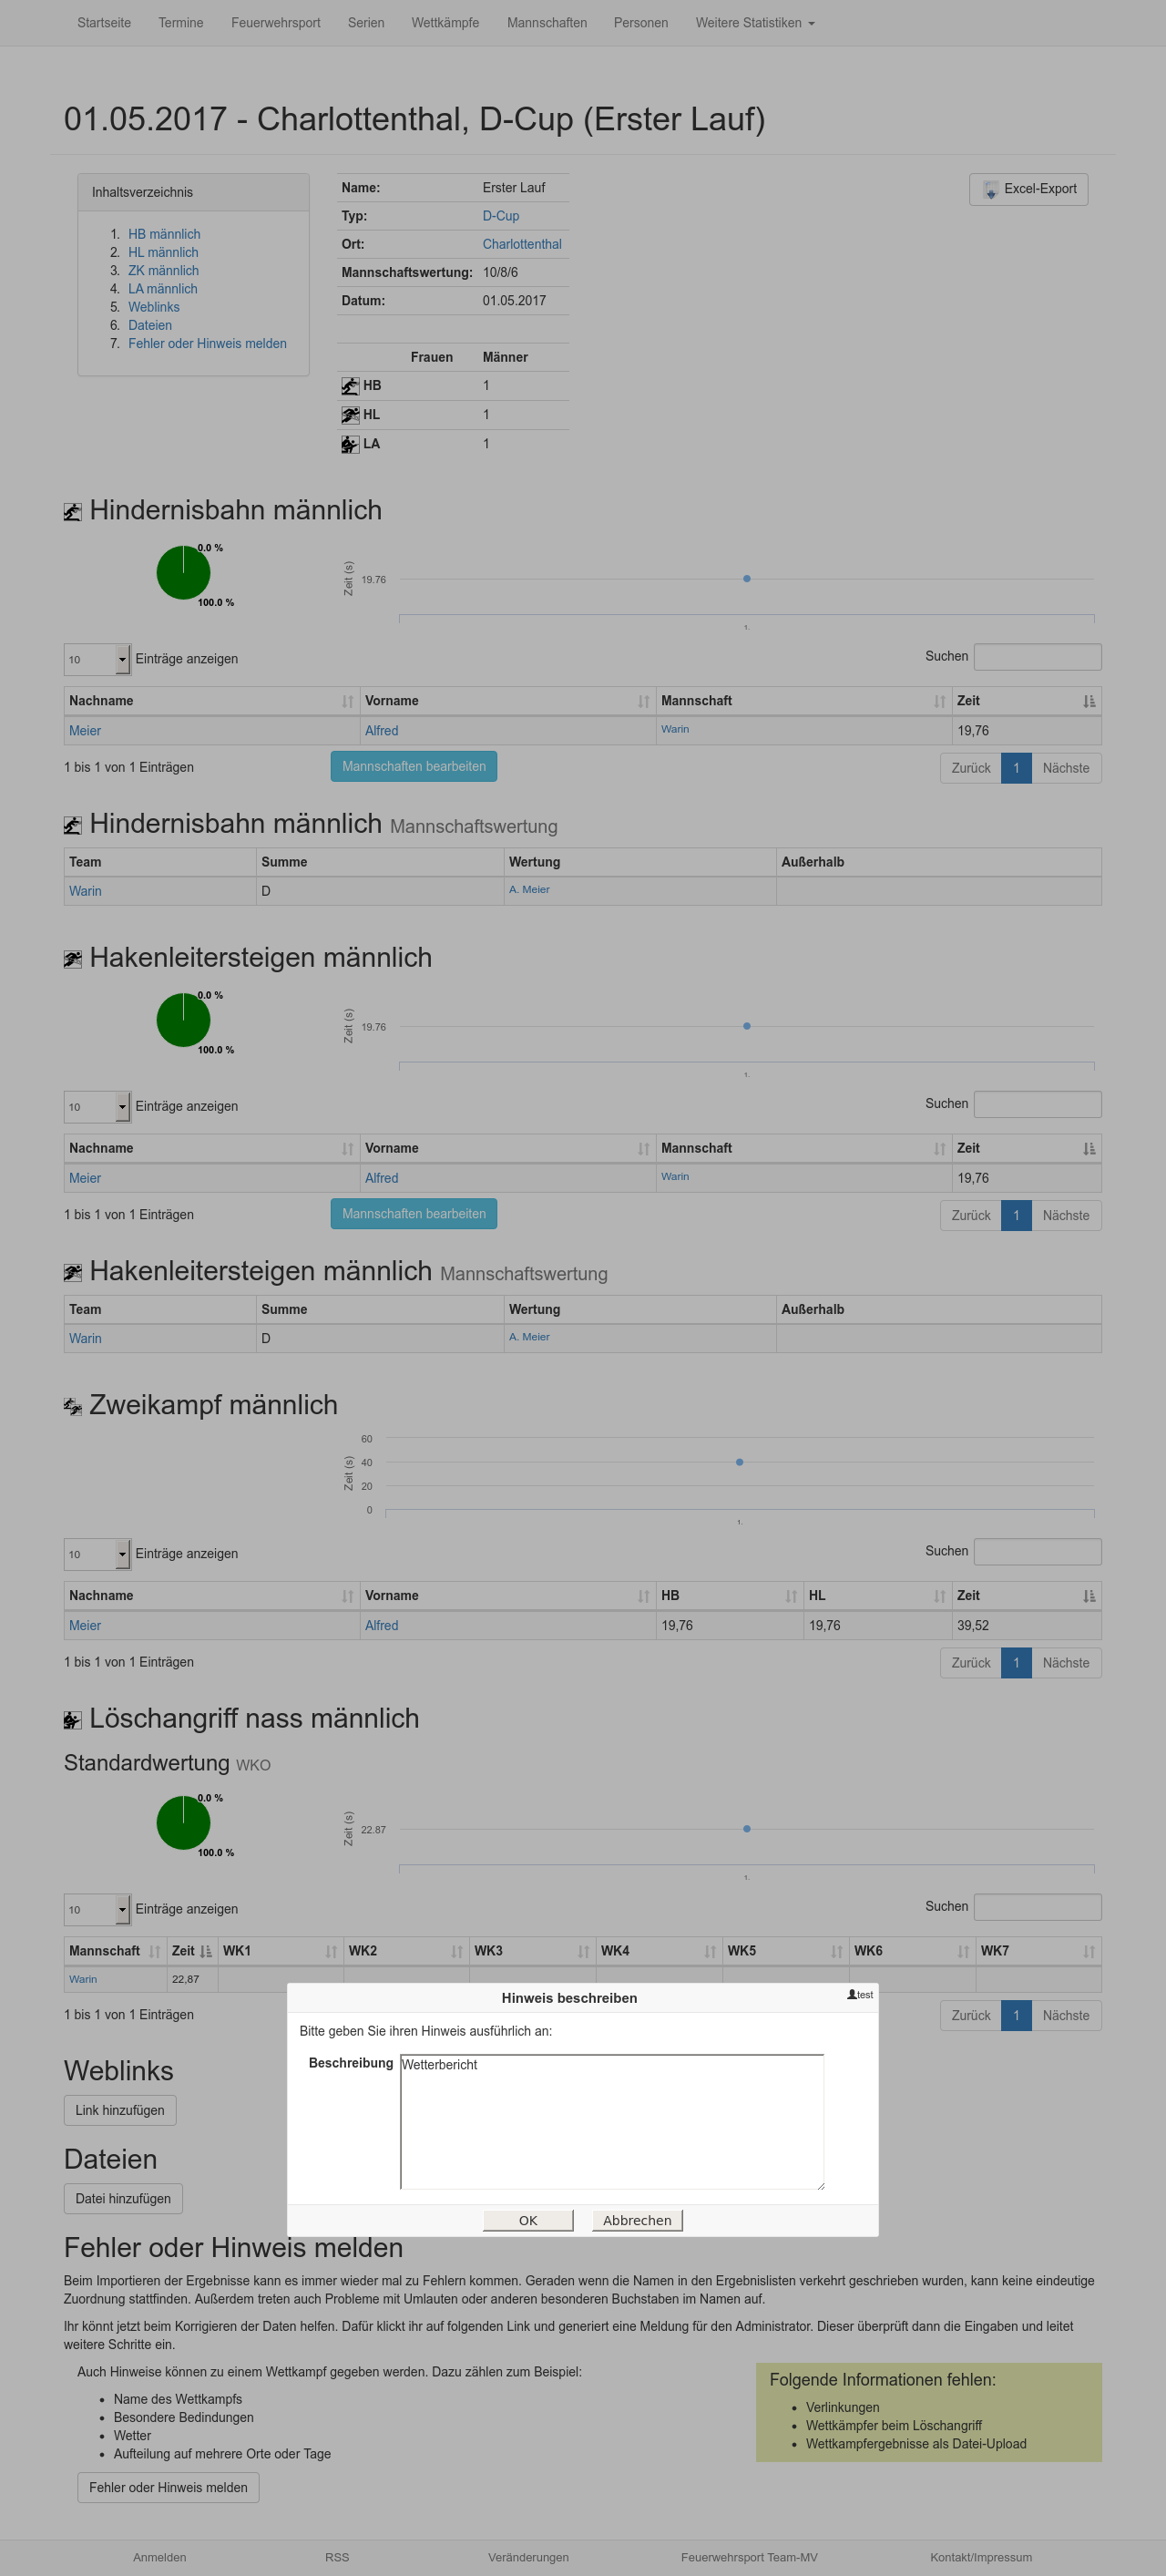 Startseite Termine Feuerwehrsport Serien Wettkämpfe Mannschaften Personen Weitere Statistiken
01.05.2017 - Charlottenthal, D-Cup (Erster Lauf)
Inhaltsverzeichnis
1. HB männlich
2. HL männlich
3. ZK männlich
4. LA männlich
5. Weblinks
6. Dateien
7. Fehler oder Hinweis melden
Name: Erster Lauf
Typ: D-Cup
Ort: Charlottenthal
Mannschaftswertung: 10/8/6
Datum: 01.05.2017
Frauen Männer
HB 1
HL 1
LA 1
Excel-Export
Hindernisbahn männlich
0.0 %
100.0 %
Zeit (s)
19.76
1.
10 Einträge anzeigen
Suchen
Nachname Vorname Mannschaft Zeit
Meier Alfred Warin 19,76
1 bis 1 von 1 Einträgen
Mannschaften bearbeiten
Zurück 1 Nächste
Hindernisbahn männlich Mannschaftswertung
Team Summe Wertung Außerhalb
Warin D A. Meier
Hakenleitersteigen männlich
0.0 %
100.0 %
Zeit (s)
19.76
1.
10 Einträge anzeigen
Suchen
Nachname Vorname Mannschaft Zeit
Meier Alfred Warin 19,76
1 bis 1 von 1 Einträgen
Mannschaften bearbeiten
Zurück 1 Nächste
Hakenleitersteigen männlich Mannschaftswertung
Team Summe Wertung Außerhalb
Warin D A. Meier
Zweikampf männlich
Zeit (s)
60
40
20
0
1.
10 Einträge anzeigen
Suchen
Nachname Vorname HB HL Zeit
Meier Alfred 19,76 19,76 39,52
1 bis 1 von 1 Einträgen
Zurück 1 Nächste
Löschangriff nass männlich
Standardwertung WKO
0.0 %
100.0 %
Zeit (s)
22.87
1.
10 Einträge anzeigen
Suchen
Mannschaft Zeit WK1 WK2 WK3 WK4 WK5 WK6 WK7
Warin 22,87
1 bis 1 von 1 Einträgen
Zurück 1 Nächste
Hinweis beschreiben
test
Bitte geben Sie ihren Hinweis ausführlich an:
Beschreibung
Wetterbericht
OK Abbrechen
Weblinks
Link hinzufügen
Dateien
Datei hinzufügen
Fehler oder Hinweis melden
Beim Importieren der Ergebnisse kann es immer wieder mal zu Fehlern kommen. Geraden wenn die Namen in den Ergebnislisten verkehrt geschrieben wurden, kann keine eindeutige
Zuordnung stattfinden. Außerdem treten auch Probleme mit Umlauten oder anderen besonderen Buchstaben im Namen auf.
Ihr könnt jetzt beim Korrigieren der Daten helfen. Dafür klickt ihr auf folgenden Link und generiert eine Meldung für den Administrator. Dieser überprüft dann die Eingaben und leitet
weitere Schritte ein.
Auch Hinweise können zu einem Wettkampf gegeben werden. Dazu zählen zum Beispiel:
• Name des Wettkampfs
• Besondere Bedindungen
• Wetter
• Aufteilung auf mehrere Orte oder Tage
Fehler oder Hinweis melden
Folgende Informationen fehlen:
• Verlinkungen
• Wettkämpfer beim Löschangriff
• Wettkampfergebnisse als Datei-Upload
Anmelden RSS Veränderungen Feuerwehrsport Team-MV Kontakt/Impressum